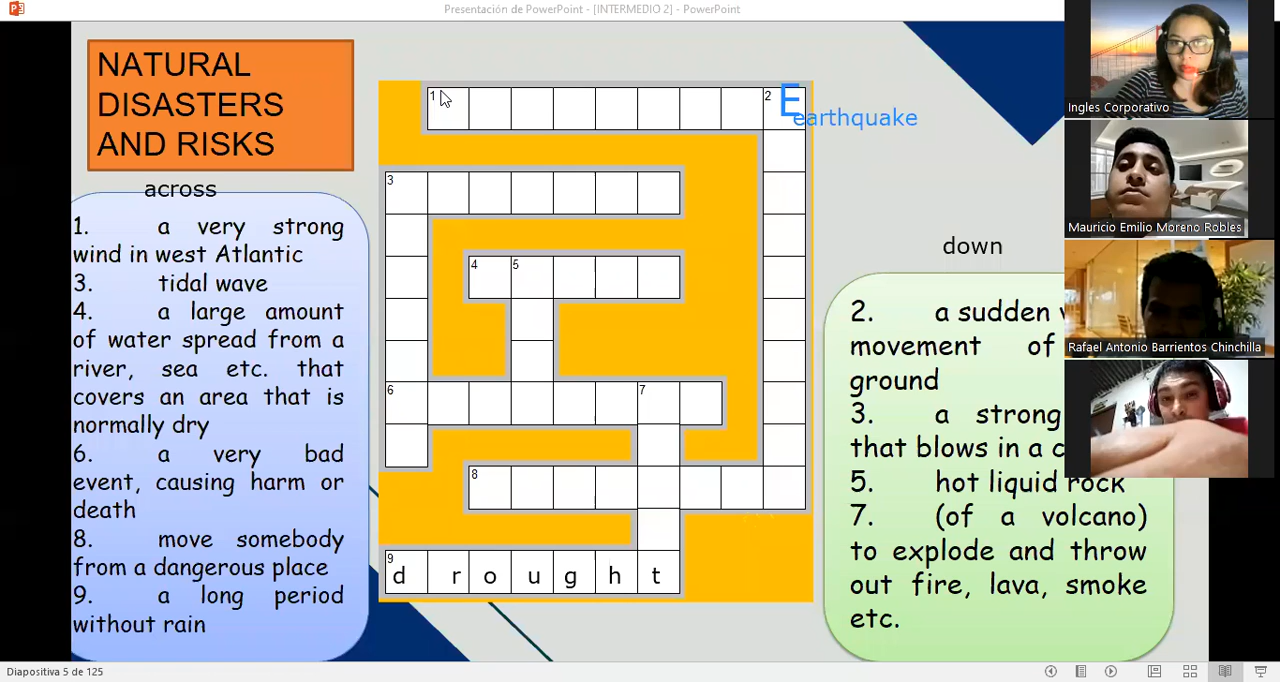 Presentación de PowerPoint - [INTERMEDIO 2] - PowerPoint
NATURAL
DISASTERS
AND RISKS
across
1. a very strong
wind in west Atlantic
3. tidal wave
4. a large amount
of water spread from a
river, sea etc. that
covers an area that is
normally dry
6. a very bad
event, causing harm or
death
8. move somebody
from a dangerous place
9. a long period
without rain
1
2 E
earthquake
3
4 5
6 7
8
9
d r o u g h t
down
2. a sudden
movement of
ground
3. a strong
that blows in a
5. hot liquid rock
7. (of a volcano)
to explode and throw
out fire, lava, smoke
etc.
Ingles Corporativo
Mauricio Emilio Moreno Robles
Rafael Antonio Barrientos Chinchilla
Diapositiva 5 de 125